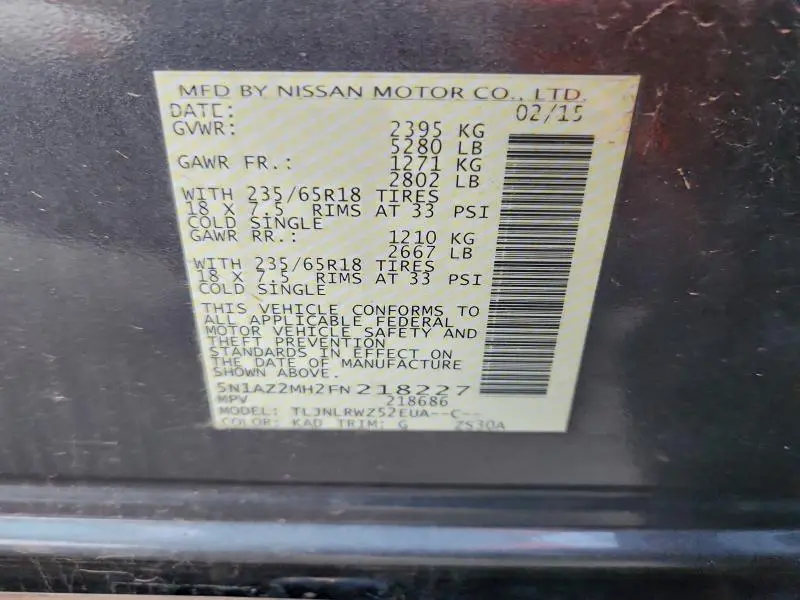 MFD BY NISSAN MOTOR CO., LTD.
DATE: 02/15
GVWR: 2395 KG
5280 LB
GAWR FR.: 1271 KG
2802 LB
WITH 235/65R18 TIRES
18 X 7.5 RIMS AT 33 PSI
COLD SINGLE
GAWR RR.: 1210 KG
2667 LB
WITH 235/65R18 TIRES
18 X 7.5 RIMS AT 33 PSI
COLD SINGLE
THIS VEHICLE CONFORMS TO
ALL APPLICABLE FEDERAL
MOTOR VEHICLE SAFETY AND
THEFT PREVENTION
STANDARDS IN EFFECT ON
THE DATE OF MANUFACTURE
SHOWN ABOVE.
5N1AZ2MH2FN218227
MPV 218686
MODEL: TLJNLRWZ52EUA--C--
COLOR: KAD TRIM: G ZS30A